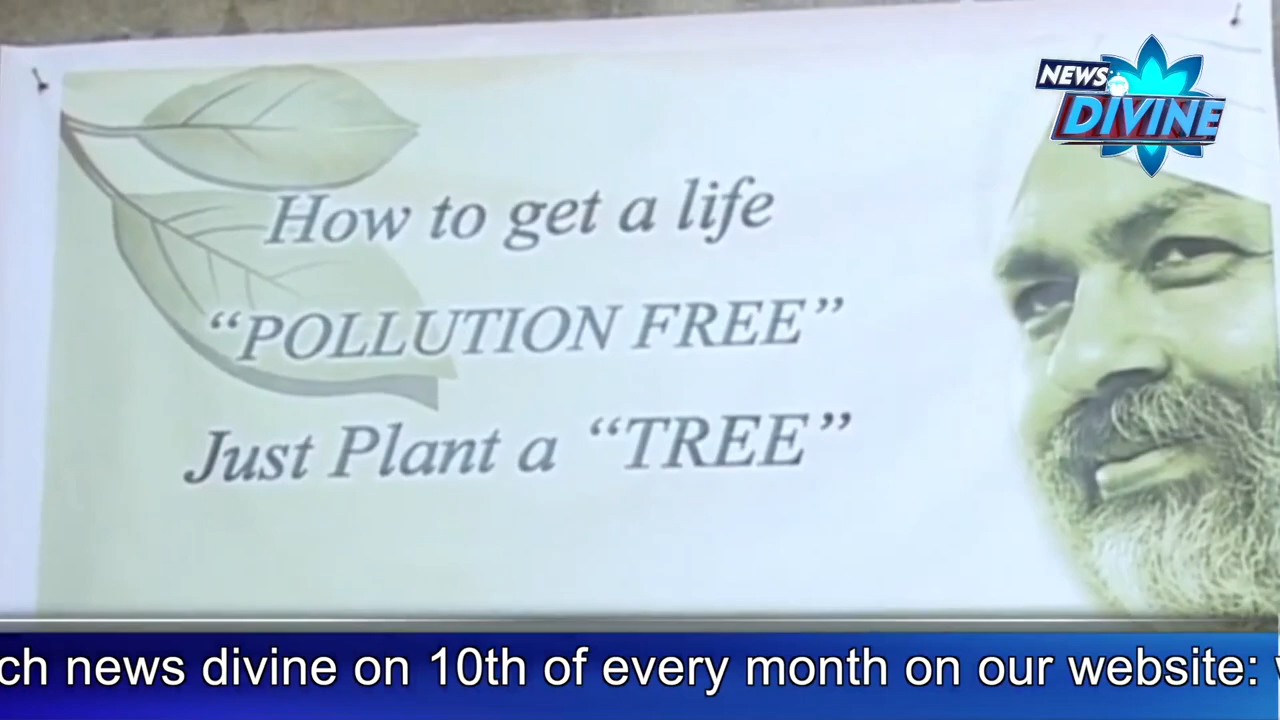 NEWS
DIVINE
How to get a life
“POLLUTION FREE”
Just Plant a “TREE”
ch news divine on 10th of every month on our website: